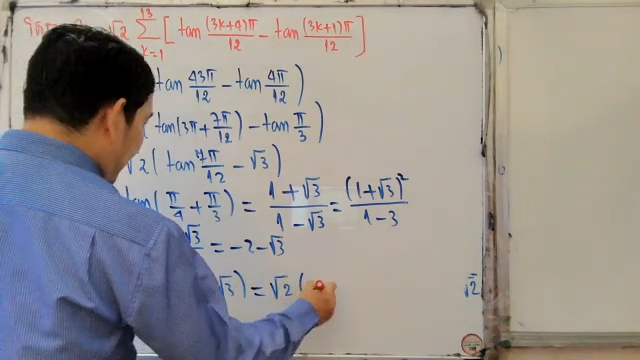 √2 ∑_{k=1}^{13} [ tan (3k+4)π/12 − tan (3k+1)π/12 ]
tan 43π/12 − tan 4π/12 )
( tan(3π + 7π/12) − tan π/3 )
√2 ( tan 7π/12 − √3 )
tan( π/4 + π/3 ) = (1 + √3)/(1 − √3) = (1 + √3)²/(1 − 3)
√3 = −2 − √3
√3 ) = √2 (
√2